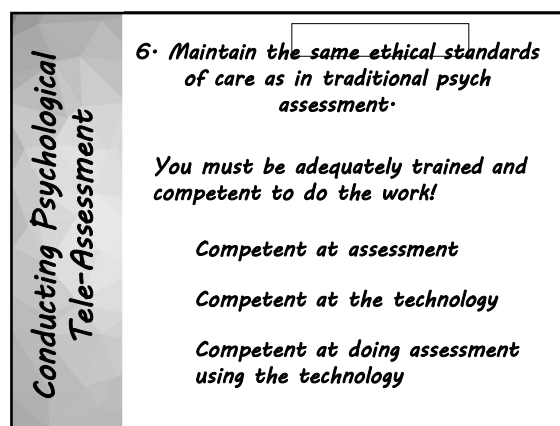 Conducting Psychological
Tele-Assessment
6. Maintain the same ethical standards
of care as in traditional psych
assessment.
You must be adequately trained and
competent to do the work!
Competent at assessment
Competent at the technology
Competent at doing assessment
using the technology